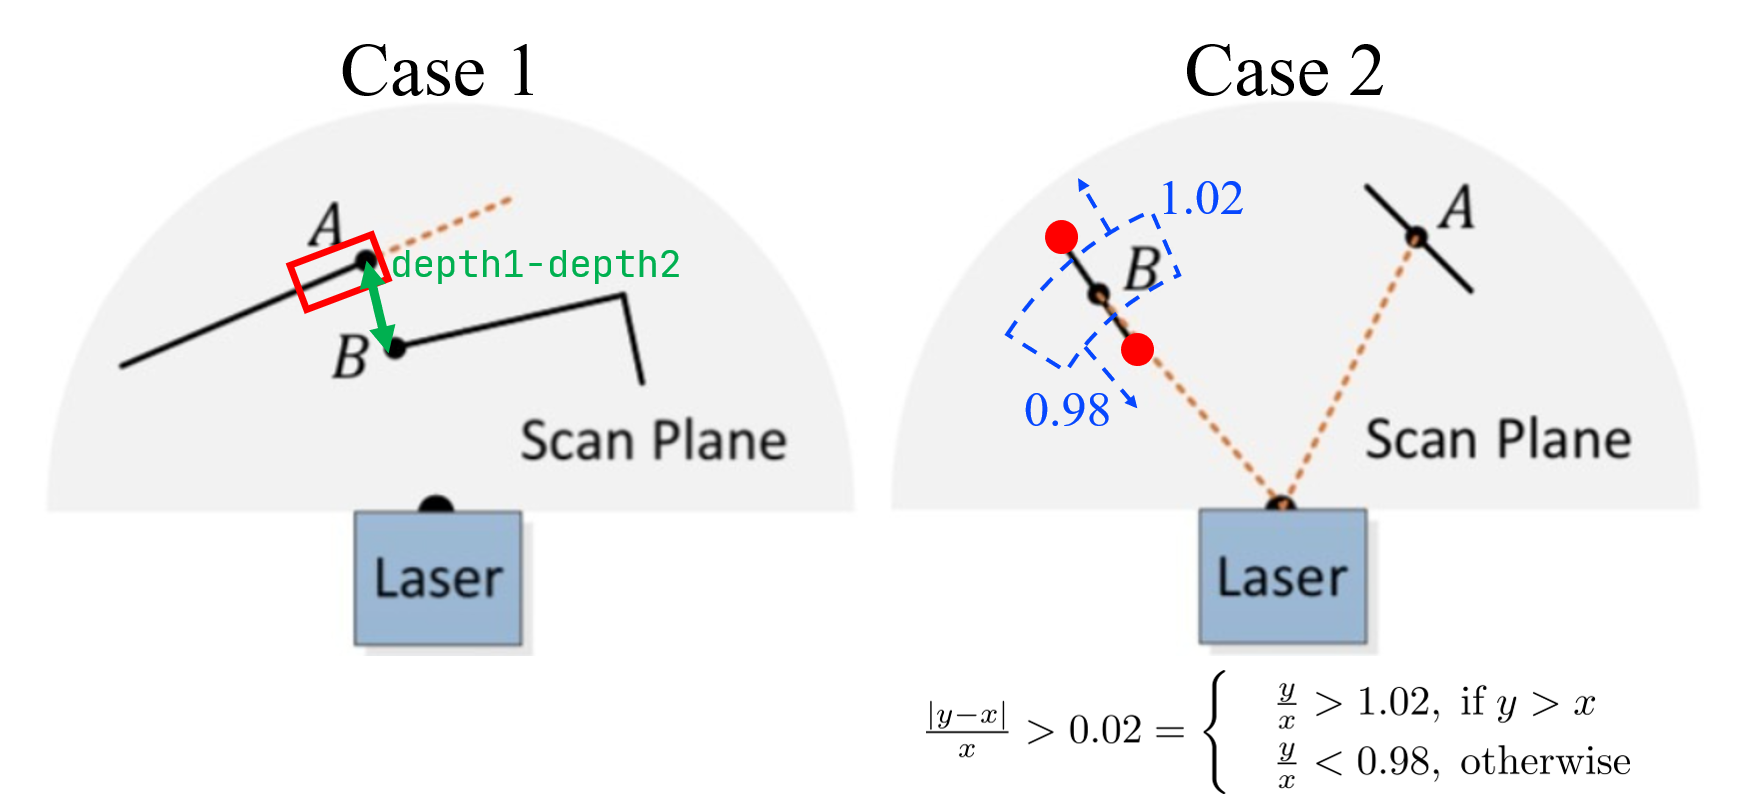 Case 1
A
depth1-depth2
B
Scan Plane
Laser
Case 2
1.02
A
B
0.98
Scan Plane
Laser
|y−x|/x > 0.02 = { y/x > 1.02, if y > x
y/x < 0.98, otherwise